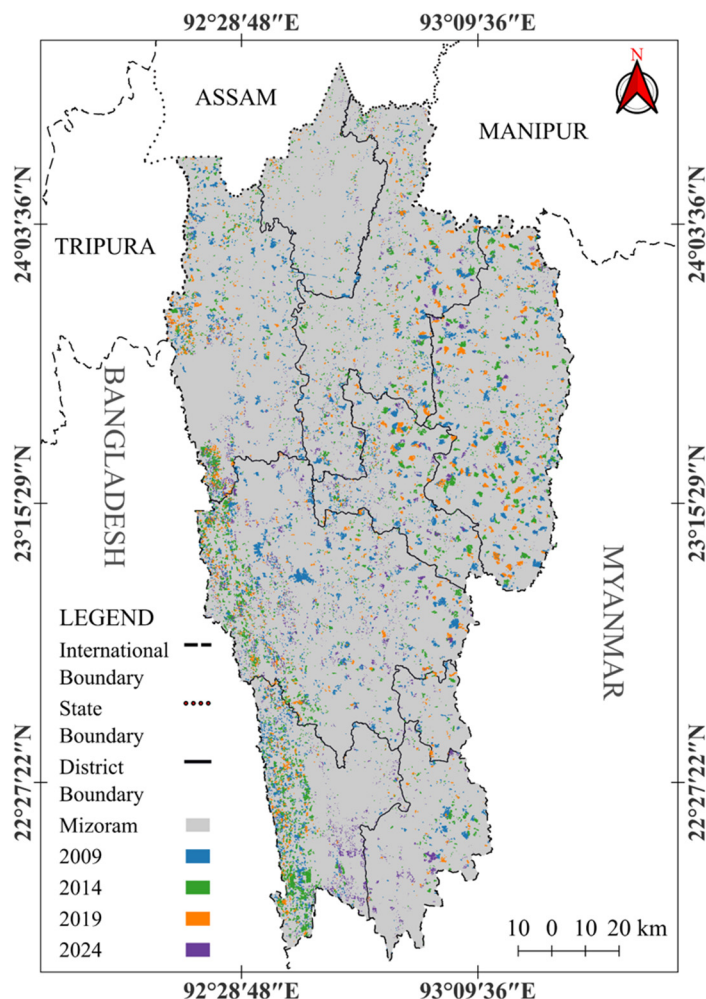 92°28′48″E 93°09′36″E
N
ASSAM
MANIPUR
24°03′36″N 24°03′36″N
TRIPURA
BANGLADESH
23°15′29″N 23°15′29″N
MYANMAR
LEGEND
International
Boundary
State
Boundary
District
Boundary
22°27′22″N 22°27′22″N
Mizoram
2009
2014
2019
2024
10 0 10 20 km
92°28′48″E 93°09′36″E